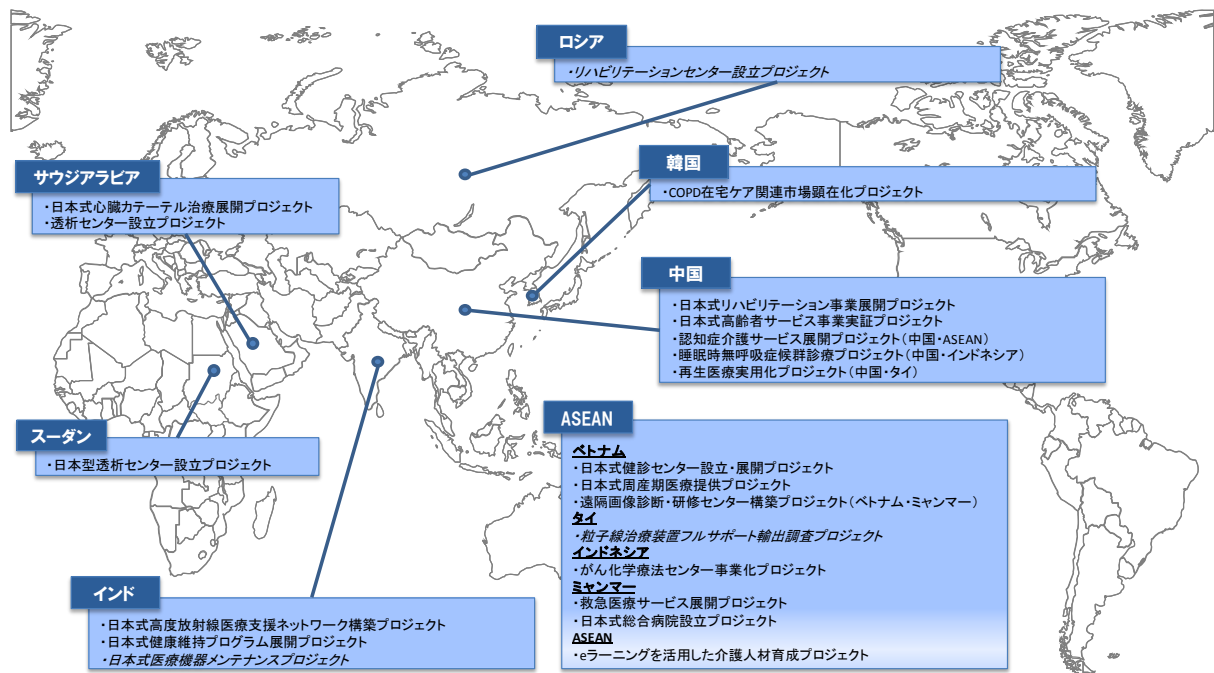 ロシア
・リハビリテーションセンター設立プロジェクト
韓国
・COPD在宅ケア関連市場顕在化プロジェクト
サウジアラビア
・日本式心臓カテーテル治療展開プロジェクト
・透析センター設立プロジェクト
中国
・日本式リハビリテーション事業展開プロジェクト
・日本式高齢者サービス事業実証プロジェクト
・認知症介護サービス展開プロジェクト(中国・ASEAN)
・睡眠時無呼吸症候群診療プロジェクト(中国・インドネシア)
・再生医療実用化プロジェクト(中国・タイ)
スーダン
・日本型透析センター設立プロジェクト
ASEAN
ベトナム
・日本式健診センター設立・展開プロジェクト
・日本式周産期医療提供プロジェクト
・遠隔画像診断・研修センター構築プロジェクト(ベトナム・ミャンマー)
タイ
・粒子線治療装置フルサポート輸出調査プロジェクト
インドネシア
・がん化学療法センター事業化プロジェクト
ミャンマー
・救急医療サービス展開プロジェクト
・日本式総合病院設立プロジェクト
ASEAN
・eラーニングを活用した介護人材育成プロジェクト
インド
・日本式高度放射線医療支援ネットワーク構築プロジェクト
・日本式健康維持プログラム展開プロジェクト
・日本式医療機器メンテナンスプロジェクト